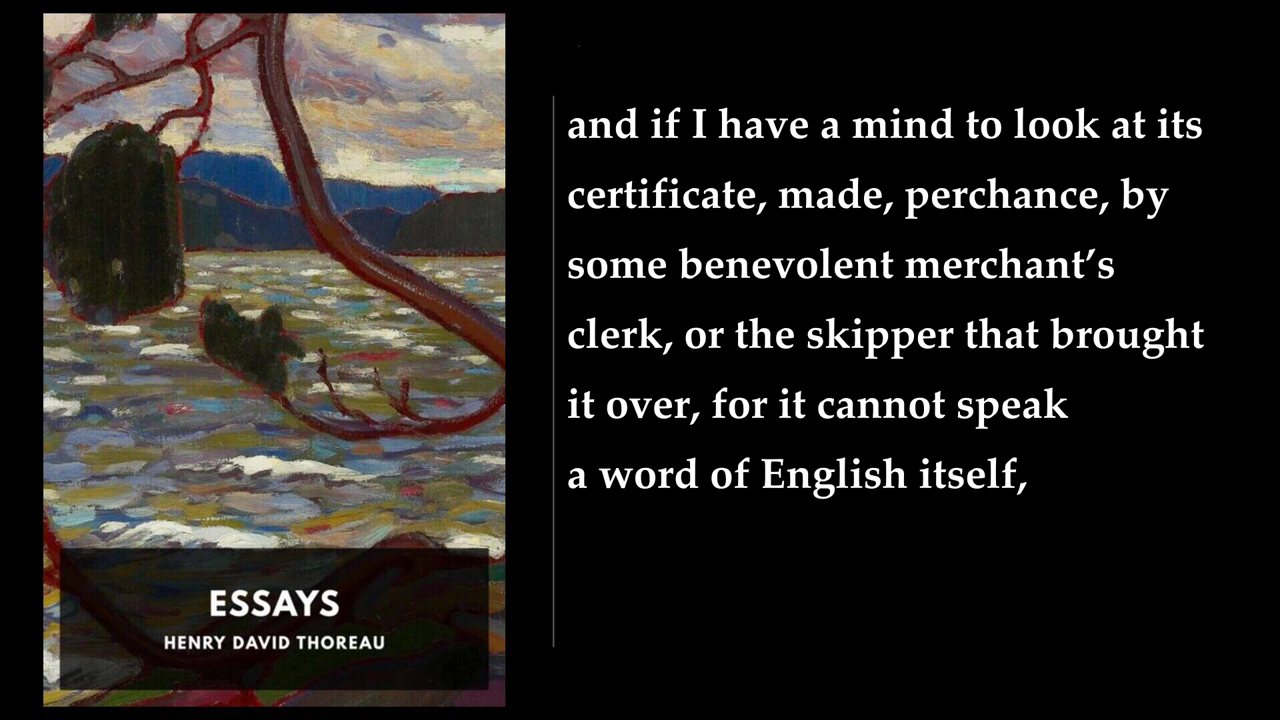 and if I have a mind to look at its
certificate, made, perchance, by
some benevolent merchant’s
clerk, or the skipper that brought
it over, for it cannot speak
a word of English itself,
ESSAYS
HENRY DAVID THOREAU